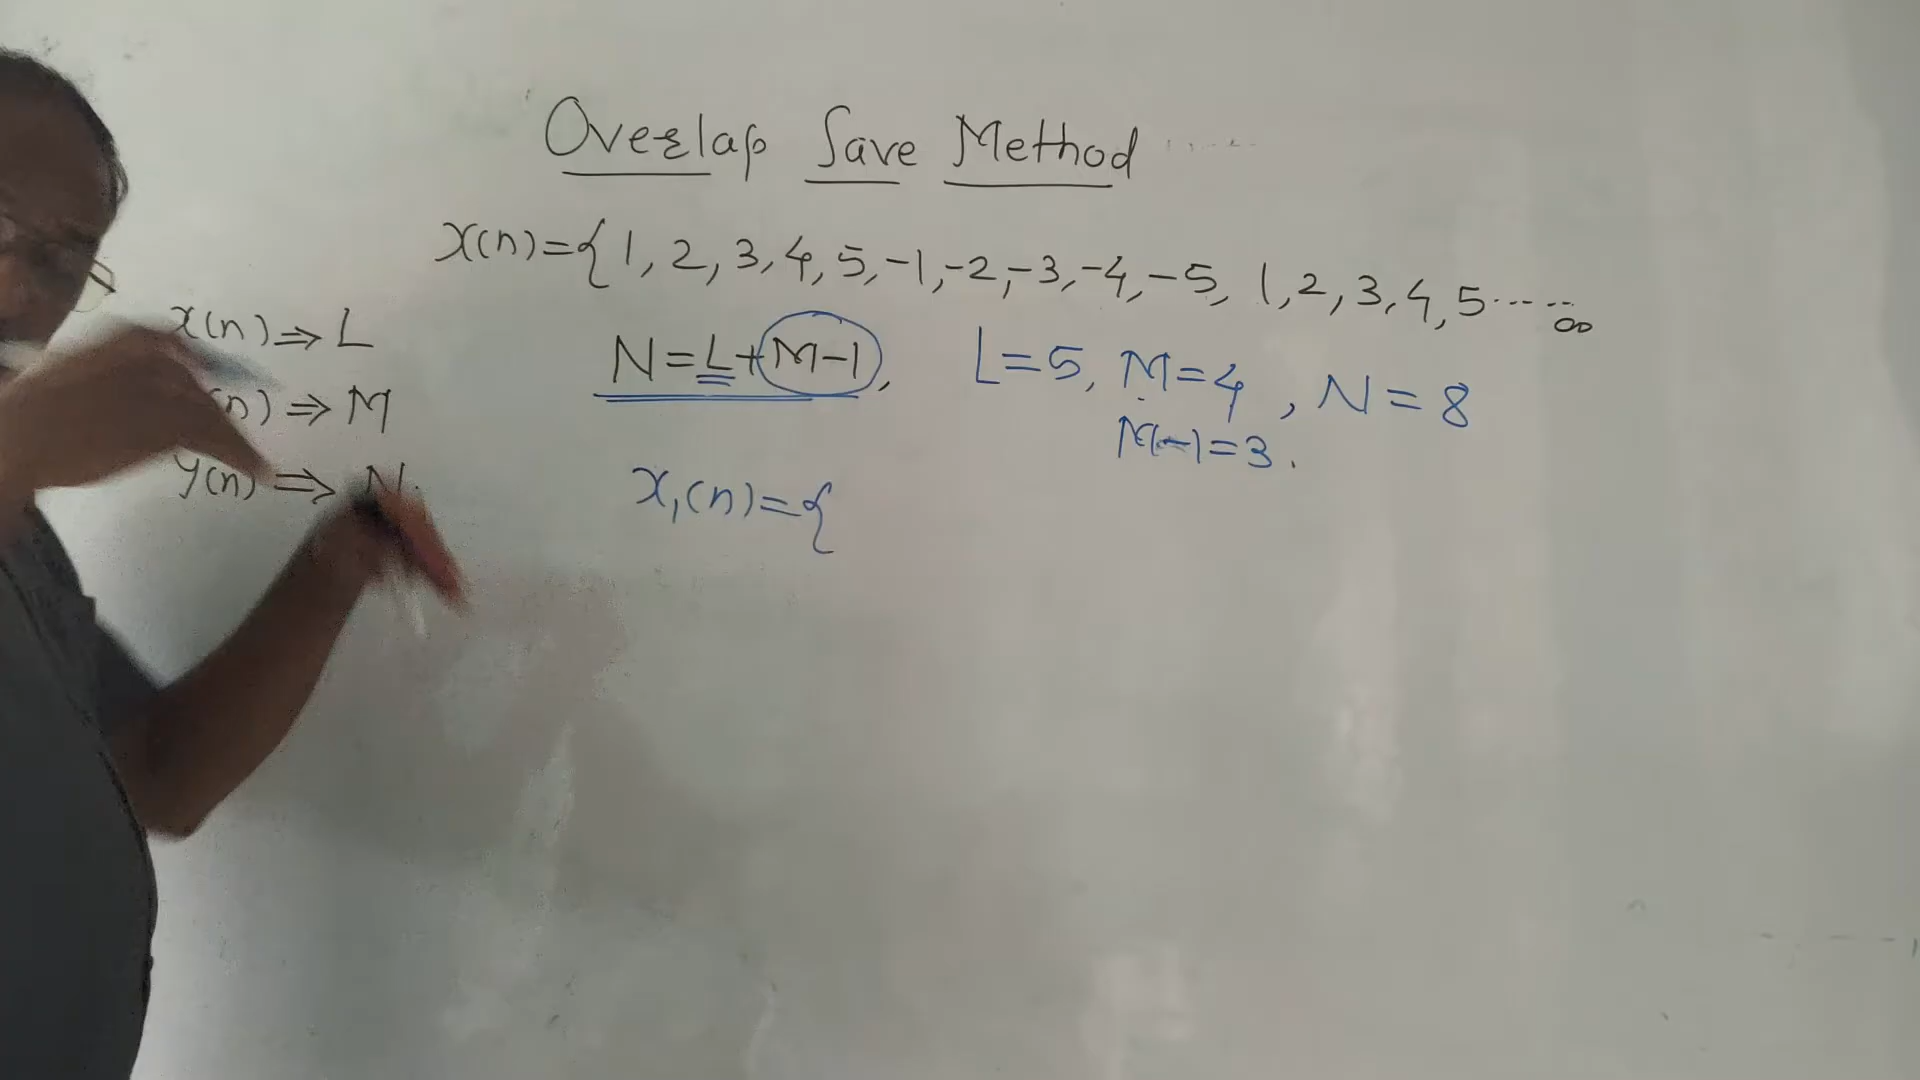 Overlap Save Method
x(n)={1, 2, 3, 4, 5, -1, -2, -3, -4, -5, 1, 2, 3, 4, 5 ..... ∞
x(n) ⇒ L
(n) ⇒ M
y(n) ⇒ N.
N=L+M-1, L=5, M=4, N=8
M-1=3.
x₁(n)={